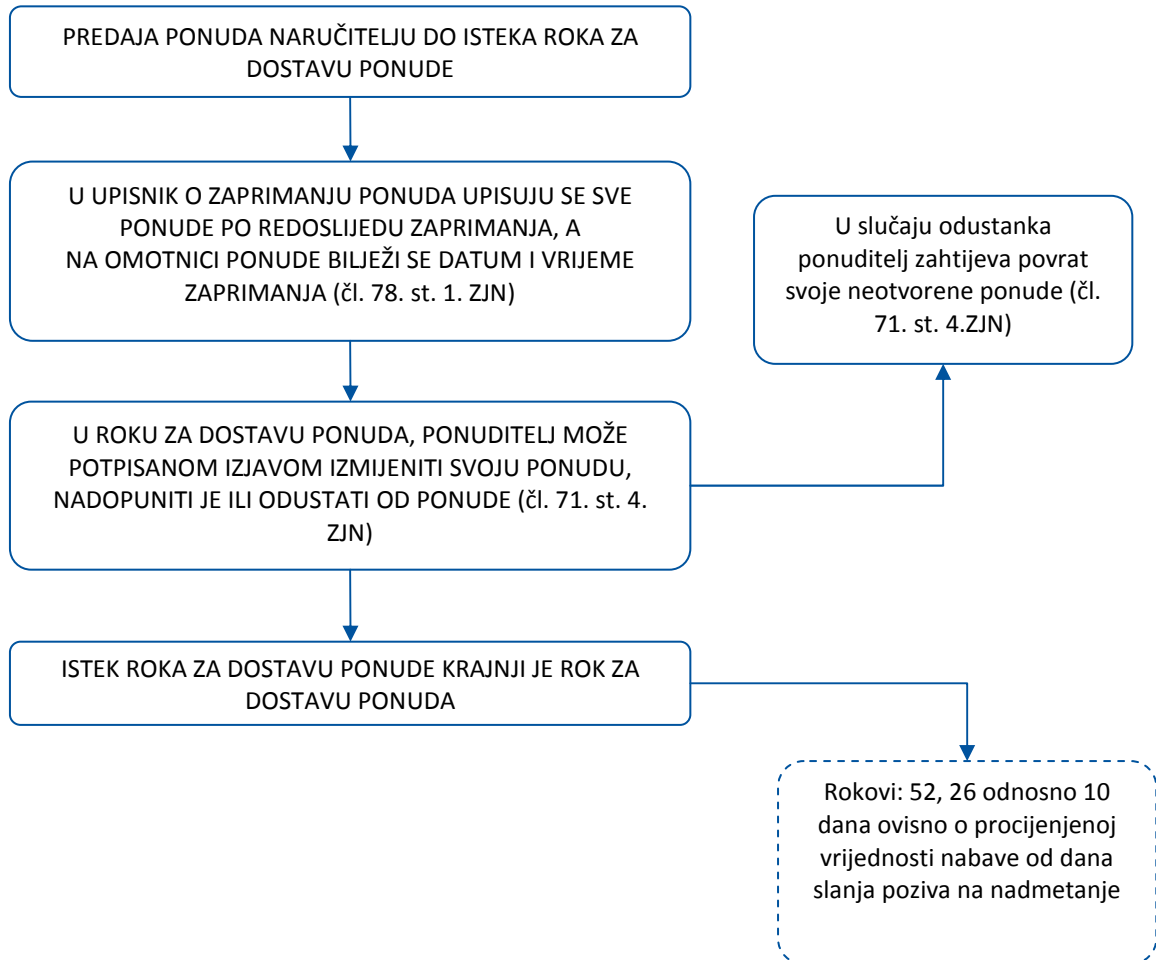 PREDAJA PONUDA NARUČITELJU DO ISTEKA ROKA ZA
DOSTAVU PONUDE
U UPISNIK O ZAPRIMANJU PONUDA UPISUJU SE SVE
PONUDE PO REDOSLIJEDU ZAPRIMANJA, A
NA OMOTNICI PONUDE BILJEŽI SE DATUM I VRIJEME
ZAPRIMANJA (čl. 78. st. 1. ZJN)
U slučaju odustanka
ponuditelj zahtijeva povrat
svoje neotvorene ponude (čl.
71. st. 4.ZJN)
U ROKU ZA DOSTAVU PONUDA, PONUDITELJ MOŽE
POTPISANOM IZJAVOM IZMIJENITI SVOJU PONUDU,
NADOPUNITI JE ILI ODUSTATI OD PONUDE (čl. 71. st. 4.
ZJN)
ISTEK ROKA ZA DOSTAVU PONUDE KRAJNJI JE ROK ZA
DOSTAVU PONUDA
Rokovi: 52, 26 odnosno 10
dana ovisno o procijenjenoj
vrijednosti nabave od dana
slanja poziva na nadmetanje